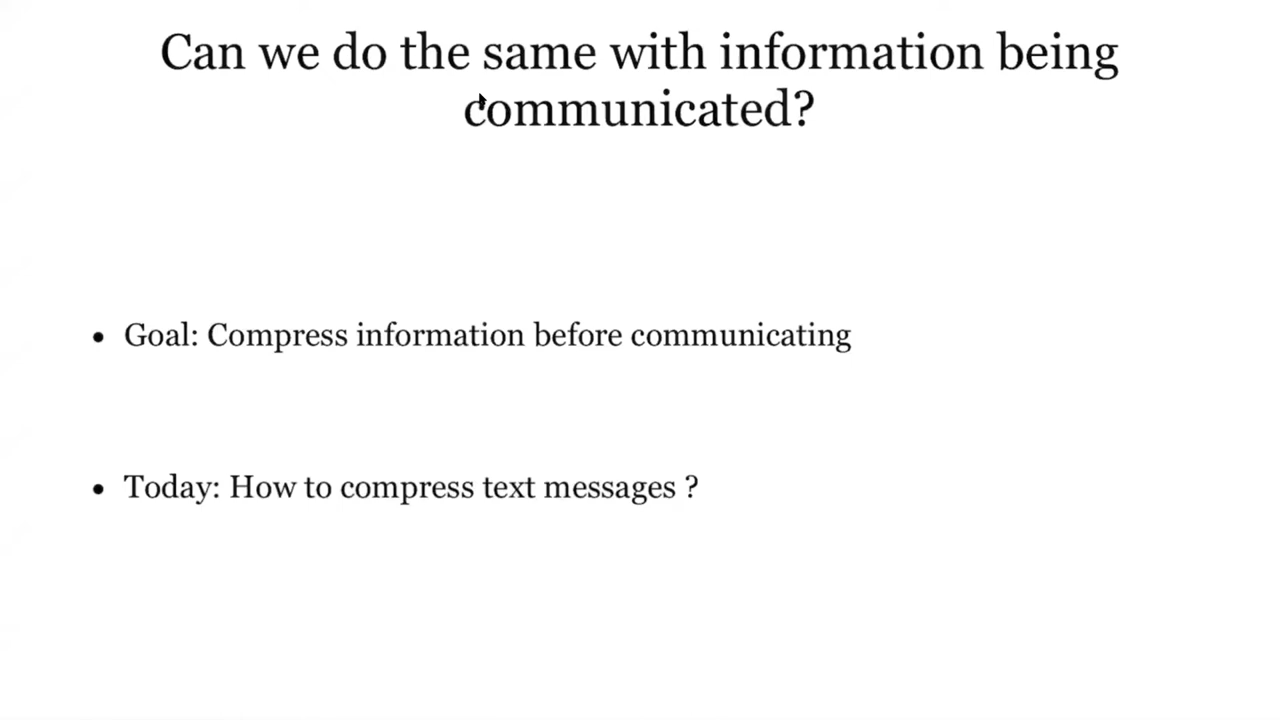 Can we do the same with information being
communicated?
• Goal: Compress information before communicating
• Today: How to compress text messages ?